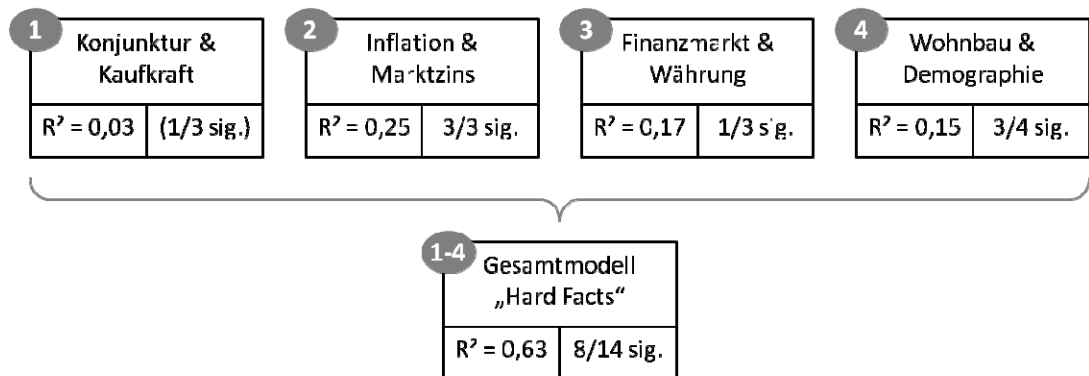 1
Konjunktur &
Kaufkraft
R² = 0,03
(1/3 sig.)
2
Inflation &
Marktzins
R² = 0,25
3/3 sig.
3
Finanzmarkt &
Währung
R² = 0,17
1/3 sig.
4
Wohnbau &
Demographie
R² = 0,15
3/4 sig.
1-4
Gesamtmodell
„Hard Facts“
R² = 0,63
8/14 sig.